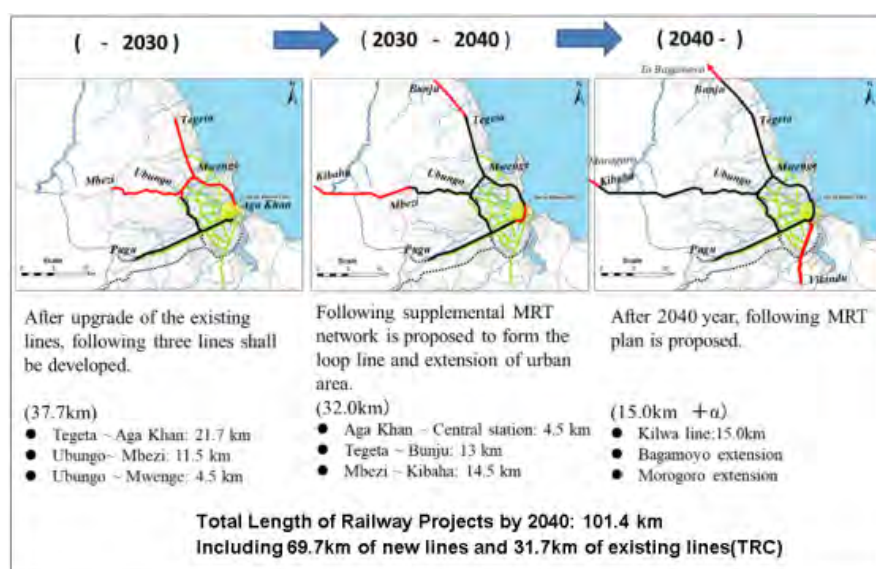 ( - 2030 )
( 2030 - 2040 )
( 2040 - )
Tegeta
Mwenge
Ubungo
Mbezi
Aga Khan
Pugu
Scale
Bunju
Tegeta
Mwenge
Ubungo
Kibaha
Mbezi
Pugu
Scale
To Bagamoyo
Bunju
Tegeta
Mwenge
Morogoro
Ubungo
Kibaha
Pugu
Vikindu
Scale
After upgrade of the existing
lines, following three lines shall
be developed.
(37.7km)
● Tegeta ~ Aga Khan: 21.7 km
● Ubungo~ Mbezi: 11.5 km
● Ubungo ~ Mwenge: 4.5 km
Following supplemental MRT
network is proposed to form the
loop line and extension of urban
area.
(32.0km)
● Aga Khan ~ Central station: 4.5 km
● Tegeta ~ Bunju: 13 km
● Mbezi ~ Kibaha: 14.5 km
After 2040 year, following MRT
plan is proposed.
(15.0km +α)
● Kilwa line:15.0km
● Bagamoyo extension
● Morogoro extension
Total Length of Railway Projects by 2040: 101.4 km
Including 69.7km of new lines and 31.7km of existing lines(TRC)